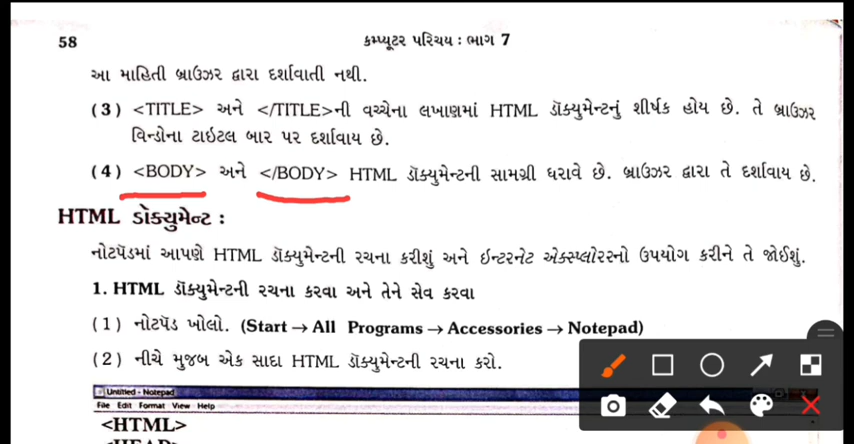 58
કમ્પ્યૂટર પરિચય : ભાગ 7
આ માહિતી બ્રાઉઝર દ્વારા દર્શાવાતી નથી.
(3) <TITLE> અને </TITLE>ની વચ્ચેના લખાણમાં HTML ડૉક્યુમેન્ટનું શીર્ષક હોય છે. તે બ્રાઉઝર
વિન્ડોના ટાઇટલ બાર પર દર્શાવાય છે.
(4) <BODY> અને </BODY> HTML ડૉક્યુમેન્ટની સામગ્રી ધરાવે છે. બ્રાઉઝર દ્વારા તે દર્શાવાય છે.
HTML ડૉક્યુમેન્ટ :
નોટપૅડમાં આપણે HTML ડૉક્યુમેન્ટની રચના કરીશું અને ઇન્ટરનેટ એક્સ્પ્લોરરનો ઉપયોગ કરીને તે જોઈશું.
1. HTML ડૉક્યુમેન્ટની રચના કરવા અને તેને સેવ કરવા
(1) નોટપૅડ ખોલો. (Start → All Programs → Accessories → Notepad)
(2) નીચે મુજબ એક સાદા HTML ડૉક્યુમેન્ટની રચના કરો.
Untitled - Notepad
File Edit Format View Help
<HTML>
<HEAD>